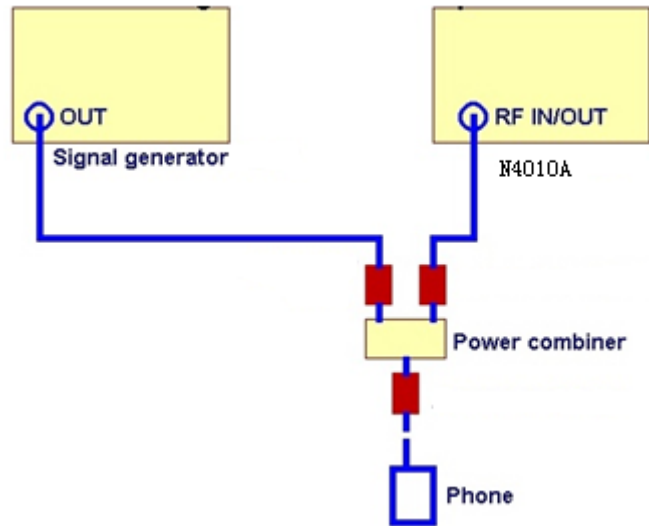 OUT
RF IN/OUT
Signal generator
N4010A
Power combiner
Phone